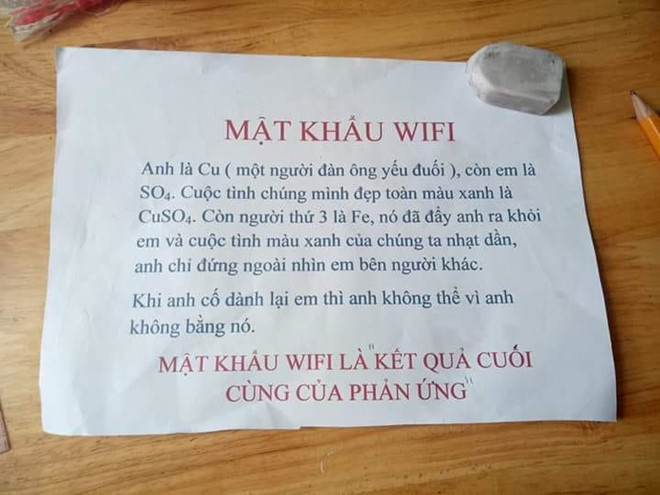 MẬT KHẨU WIFI
Anh là Cu ( một người đàn ông yếu đuối ), còn em là
SO₄. Cuộc tình chúng mình đẹp toàn màu xanh là
CuSO₄. Còn người thứ 3 là Fe, nó đã đẩy anh ra khỏi
em và cuộc tình màu xanh của chúng ta nhạt dần,
anh chỉ đứng ngoài nhìn em bên người khác.
Khi anh cố dành lại em thì anh không thể vì anh
không bằng nó.
MẬT KHẨU WIFI LÀ "KẾT QUẢ CUỐI
CÙNG CỦA PHẢN ỨNG"